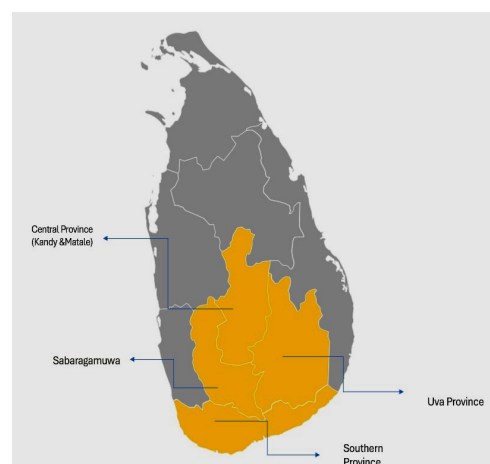 Central Province
(Kandy &Matale)
Sabaragamuwa
Uva Province
Southern
Province